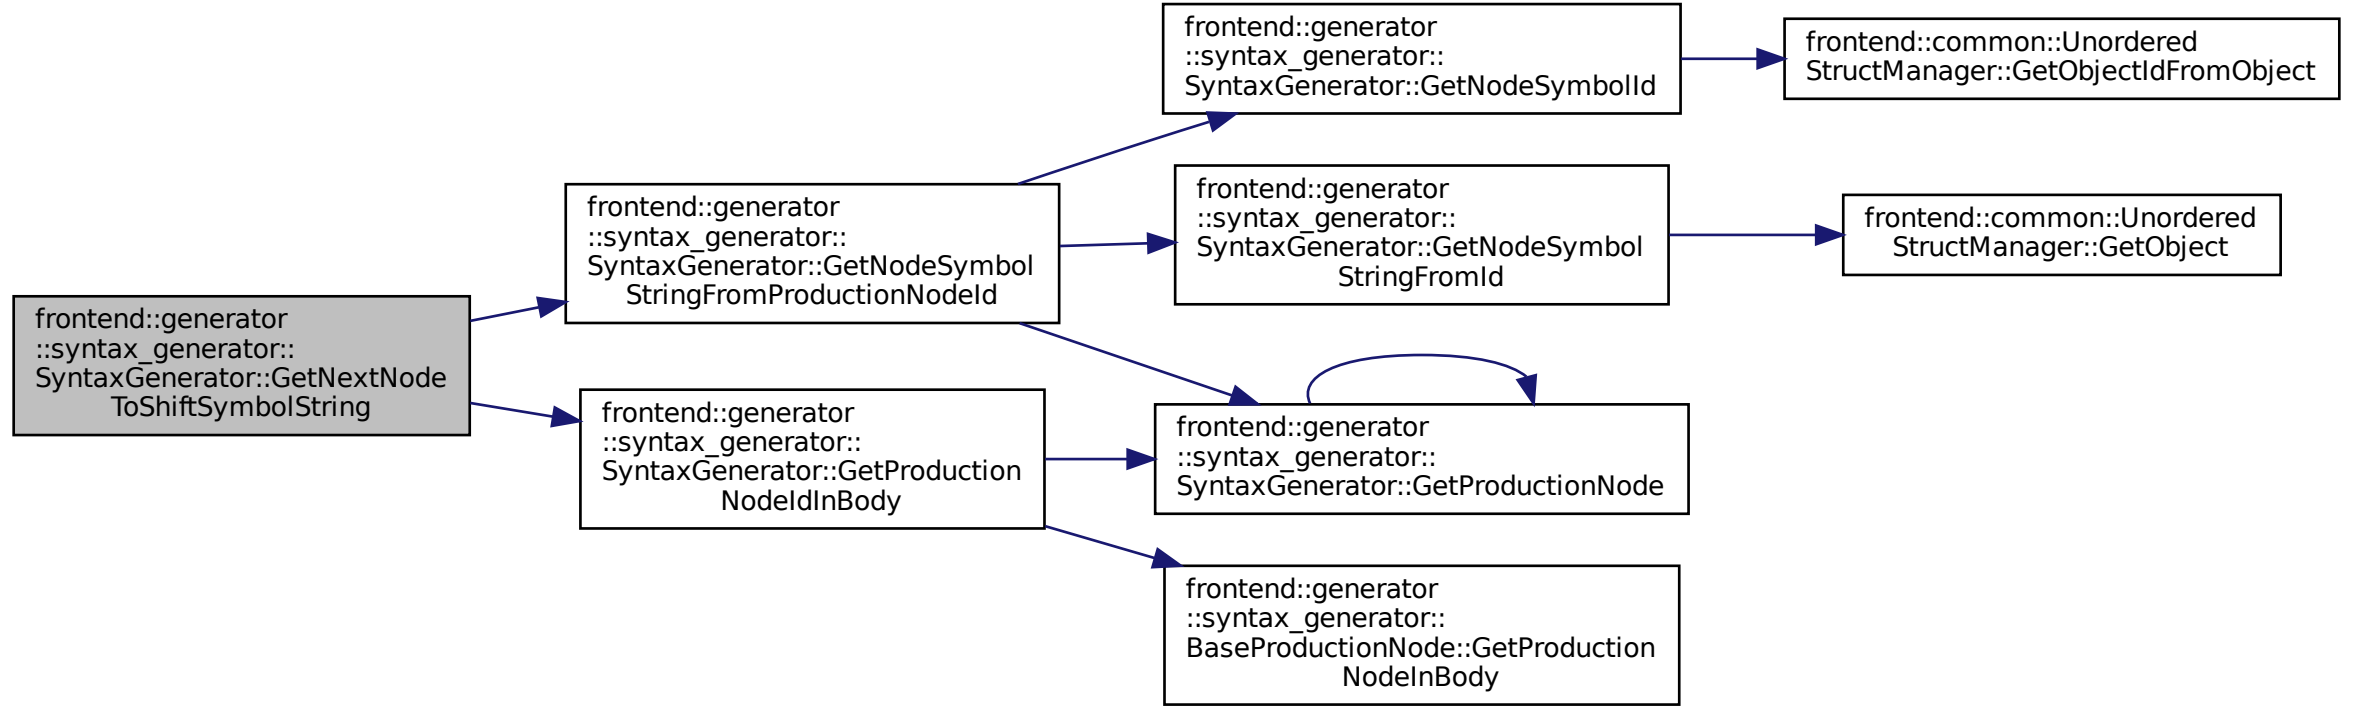 frontend::generator
::syntax_generator::
SyntaxGenerator::GetNextNode
ToShiftSymbolString
frontend::generator
::syntax_generator::
SyntaxGenerator::GetNodeSymbol
StringFromProductionNodeId
frontend::generator
::syntax_generator::
SyntaxGenerator::GetProduction
NodeIdInBody
frontend::generator
::syntax_generator::
SyntaxGenerator::GetNodeSymbolId
frontend::generator
::syntax_generator::
SyntaxGenerator::GetNodeSymbol
StringFromId
frontend::generator
::syntax_generator::
SyntaxGenerator::GetProductionNode
frontend::generator
::syntax_generator::
BaseProductionNode::GetProduction
NodeInBody
frontend::common::Unordered
StructManager::GetObjectIdFromObject
frontend::common::Unordered
StructManager::GetObject